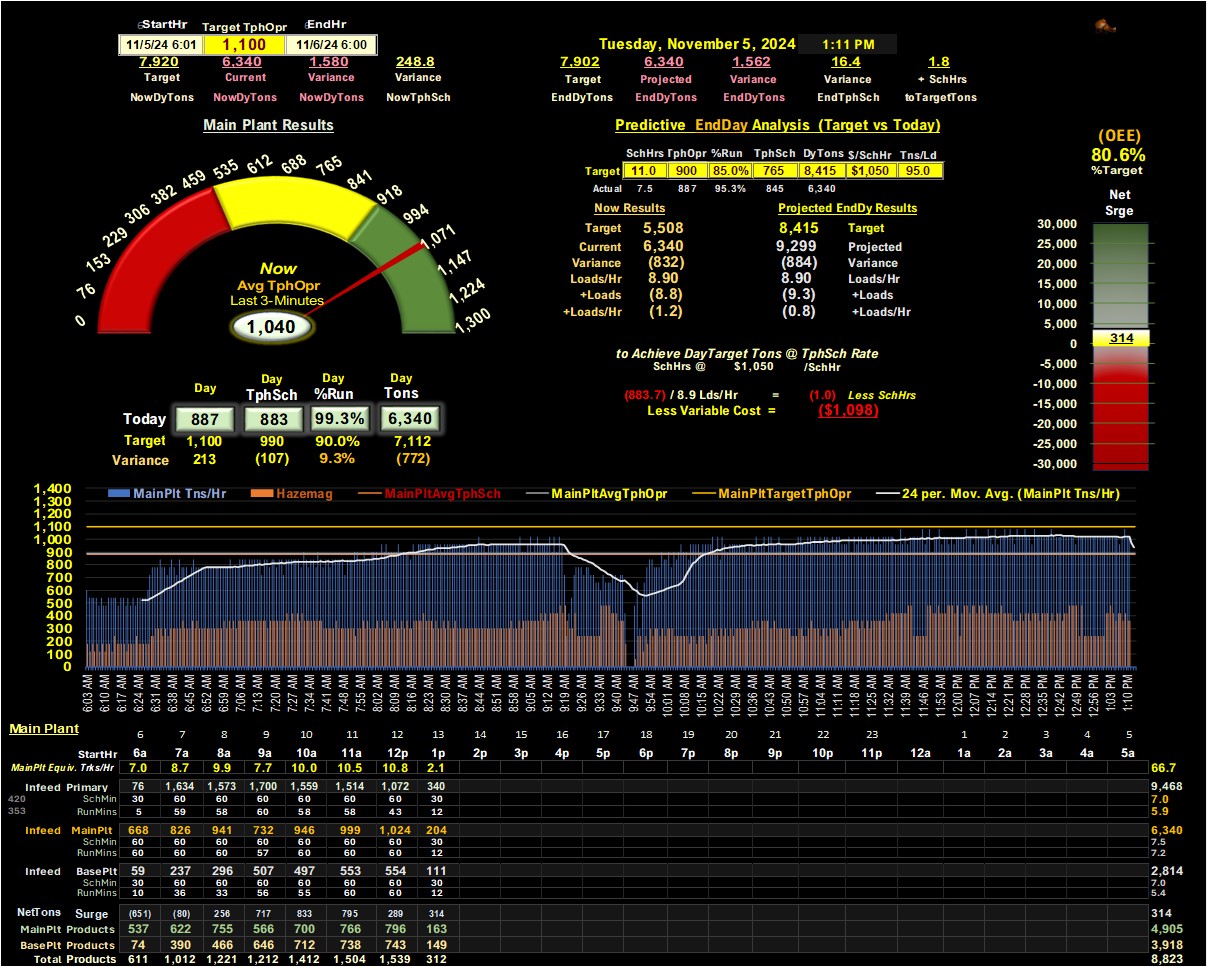 StartHr Target TphOpr EndHr
11/5/24 6:01 1,100 11/6/24 6:00
7,920 6,340 1,580 248.8
Target Current Variance Variance
NowDyTons NowDyTons NowDyTons NowTphSch
Tuesday, November 5, 2024 1:11 PM
7,902 6,340 1,562 16.4 1.8
Target Projected Variance Variance + SchHrs
EndDyTons EndDyTons EndDyTons EndTphSch toTargetTons
Main Plant Results
0 76 153 229 306 382 459 535 612 688 765 841 918 994 1,071 1,147 1,224 1,300
Now
Avg TphOpr
Last 3-Minutes
1,040
Day Day TphSch Day %Run Day Tons
Today 887 883 99.3% 6,340
Target 1,100 990 90.0% 7,112
Variance 213 (107) 9.3% (772)
Predictive EndDay Analysis (Target vs Today)
SchHrs TphOpr %Run TphSch DyTons $/SchHr Tns/Ld
Target 11.0 900 85.0% 765 8,415 $1,050 95.0
Actual 7.5 887 95.3% 845 6,340
Now Results Projected EndDy Results
Target 5,508 8,415 Target
Current 6,340 9,299 Projected
Variance (832) (884) Variance
Loads/Hr 8.90 8.90 Loads/Hr
+Loads (8.8) (9.3) +Loads
+Loads/Hr (1.2) (0.8) +Loads/Hr
to Achieve DayTarget Tons @ TphSch Rate
SchHrs @ $1,050 /SchHr
(883.7) / 8.9 Lds/Hr = (1.0) Less SchHrs
Less Variable Cost = ($1,098)
(OEE)
80.6%
%Target
Net
Srge
30,000
25,000
20,000
15,000
10,000
5,000
0
-5,000
-10,000
-15,000
-20,000
-25,000
-30,000
314
MainPlt Tns/Hr Hazemag MainPltAvgTphSch MainPltAvgTphOpr MainPltTargetTphOpr 24 per. Mov. Avg. (MainPlt Tns/Hr)
1,400
1,300
1,200
1,100
1,000
900
800
700
600
500
400
300
200
100
0
6:03 AM 6:10 AM 6:17 AM 6:24 AM 6:31 AM 6:38 AM 6:45 AM 6:52 AM 6:59 AM 7:06 AM 7:13 AM 7:20 AM 7:27 AM 7:34 AM 7:41 AM 7:48 AM 7:55 AM 8:02 AM 8:09 AM 8:16 AM 8:23 AM 8:30 AM 8:37 AM 8:44 AM 8:51 AM 8:58 AM 9:05 AM 9:12 AM 9:19 AM 9:26 AM 9:33 AM 9:40 AM 9:47 AM 9:54 AM 10:01 AM 10:08 AM 10:15 AM 10:22 AM 10:29 AM 10:36 AM 10:43 AM 10:50 AM 10:57 AM 11:04 AM 11:11 AM 11:18 AM 11:25 AM 11:32 AM 11:39 AM 11:46 AM 11:53 AM 12:00 PM 12:07 PM 12:14 PM 12:21 PM 12:28 PM 12:35 PM 12:42 PM 12:49 PM 12:56 PM 1:03 PM 1:10 PM
Main Plant
6 7 8 9 10 11 12 13 14 15 16 17 18 19 20 21 22 23 1 2 3 4 5
StartHr 6a 7a 8a 9a 10a 11a 12p 1p 2p 3p 4p 5p 6p 7p 8p 9p 10p 11p 12a 1a 2a 3a 4a 5a
MainPlt Equiv. Trks/Hr 7.0 8.7 9.9 7.7 10.0 10.5 10.8 2.1 66.7
Infeed Primary 76 1,634 1,573 1,700 1,559 1,514 1,072 340 9,468
420 SchMin 30 60 60 60 60 60 60 30 7.0
353 RunMins 5 59 58 60 58 58 43 12 5.9
Infeed MainPlt 668 826 941 732 946 999 1,024 204 6,340
SchMin 60 60 60 60 60 60 60 30 7.5
RunMins 60 60 60 57 60 60 60 12 7.2
Infeed BasePlt 59 237 296 507 497 553 554 111 2,814
SchMin 30 60 60 60 60 60 60 30 7.0
RunMins 10 36 33 56 55 60 60 12 5.4
NetTons Surge (651) (80) 256 717 833 795 289 314 314
MainPlt Products 537 622 755 566 700 766 796 163 4,905
BasePlt Products 74 390 466 646 712 738 743 149 3,918
Total Products 611 1,012 1,221 1,212 1,412 1,504 1,539 312 8,823